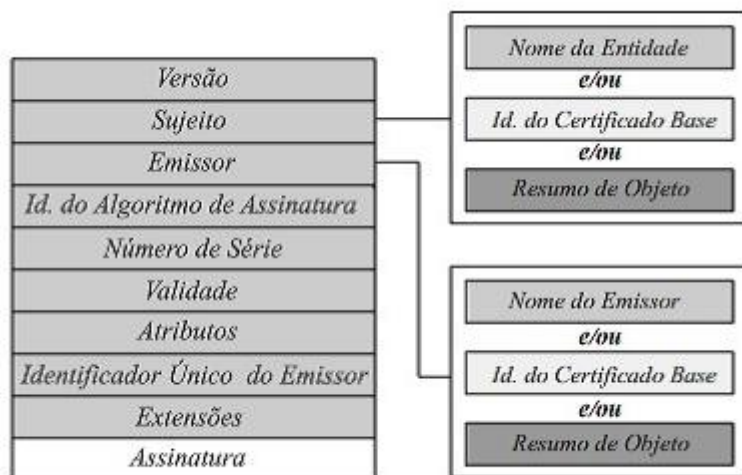 Versão
Sujeito
Emissor
Id. do Algoritmo de Assinatura
Número de Série
Validade
Atributos
Identificador Único do Emissor
Extensões
Assinatura
Nome da Entidade
e/ou
Id. do Certificado Base
e/ou
Resumo de Objeto
Nome do Emissor
e/ou
Id. do Certificado Base
e/ou
Resumo de Objeto